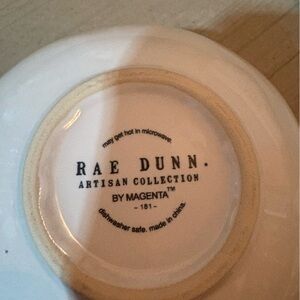 may get hot in microwave.
RAE DUNN.
ARTISAN COLLECTION
BY MAGENTA™
- 181 -
dishwasher safe. made in china.